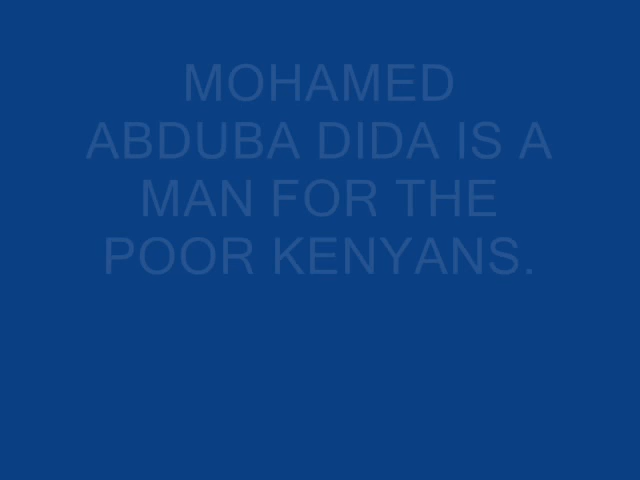 MOHAMED
ABDUBA DIDA IS A
MAN FOR THE
POOR KENYANS.